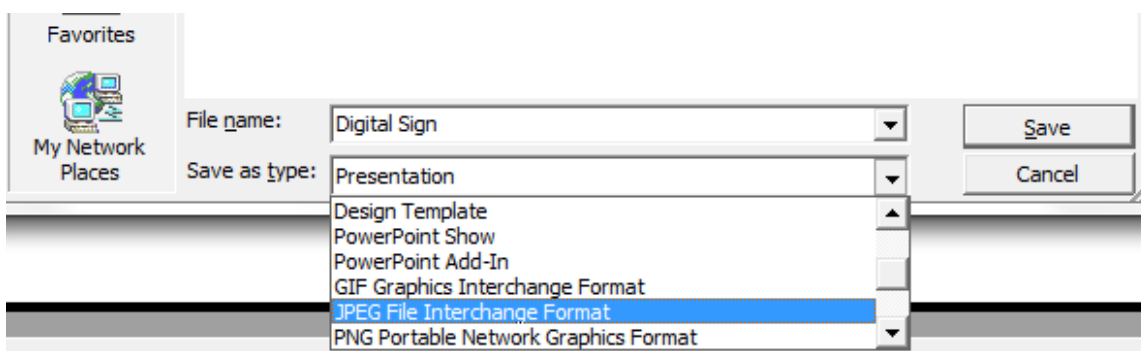 Favorites
My Network
Places
File name:
Digital Sign
Save
Save as type:
Presentation
Cancel
Design Template
PowerPoint Show
PowerPoint Add-In
GIF Graphics Interchange Format
JPEG File Interchange Format
PNG Portable Network Graphics Format